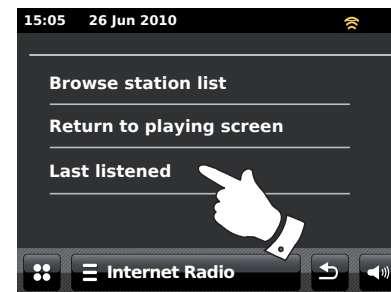 15:05 26 Jun 2010
Browse station list
Return to playing screen
Last listened
Internet Radio